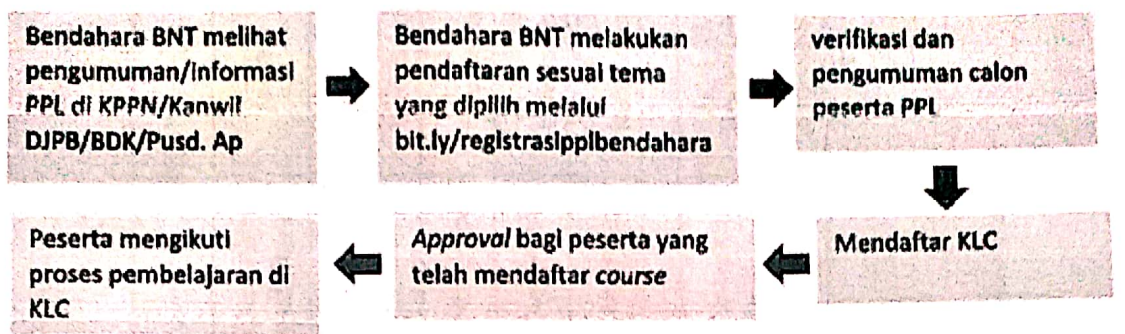 Bendahara BNT melihat
pengumuman/informasi
PPL di KPPN/Kanwil
DJPB/BDK/Pusd. Ap
Bendahara BNT melakukan
pendaftaran sesuai tema
yang dipilih melalui
bit.ly/registrasipplbendahara
verifikasi dan
pengumuman calon
peserta PPL
Mendaftar KLC
Approval bagi peserta yang
telah mendaftar course
Peserta mengikuti
proses pembelajaran di
KLC